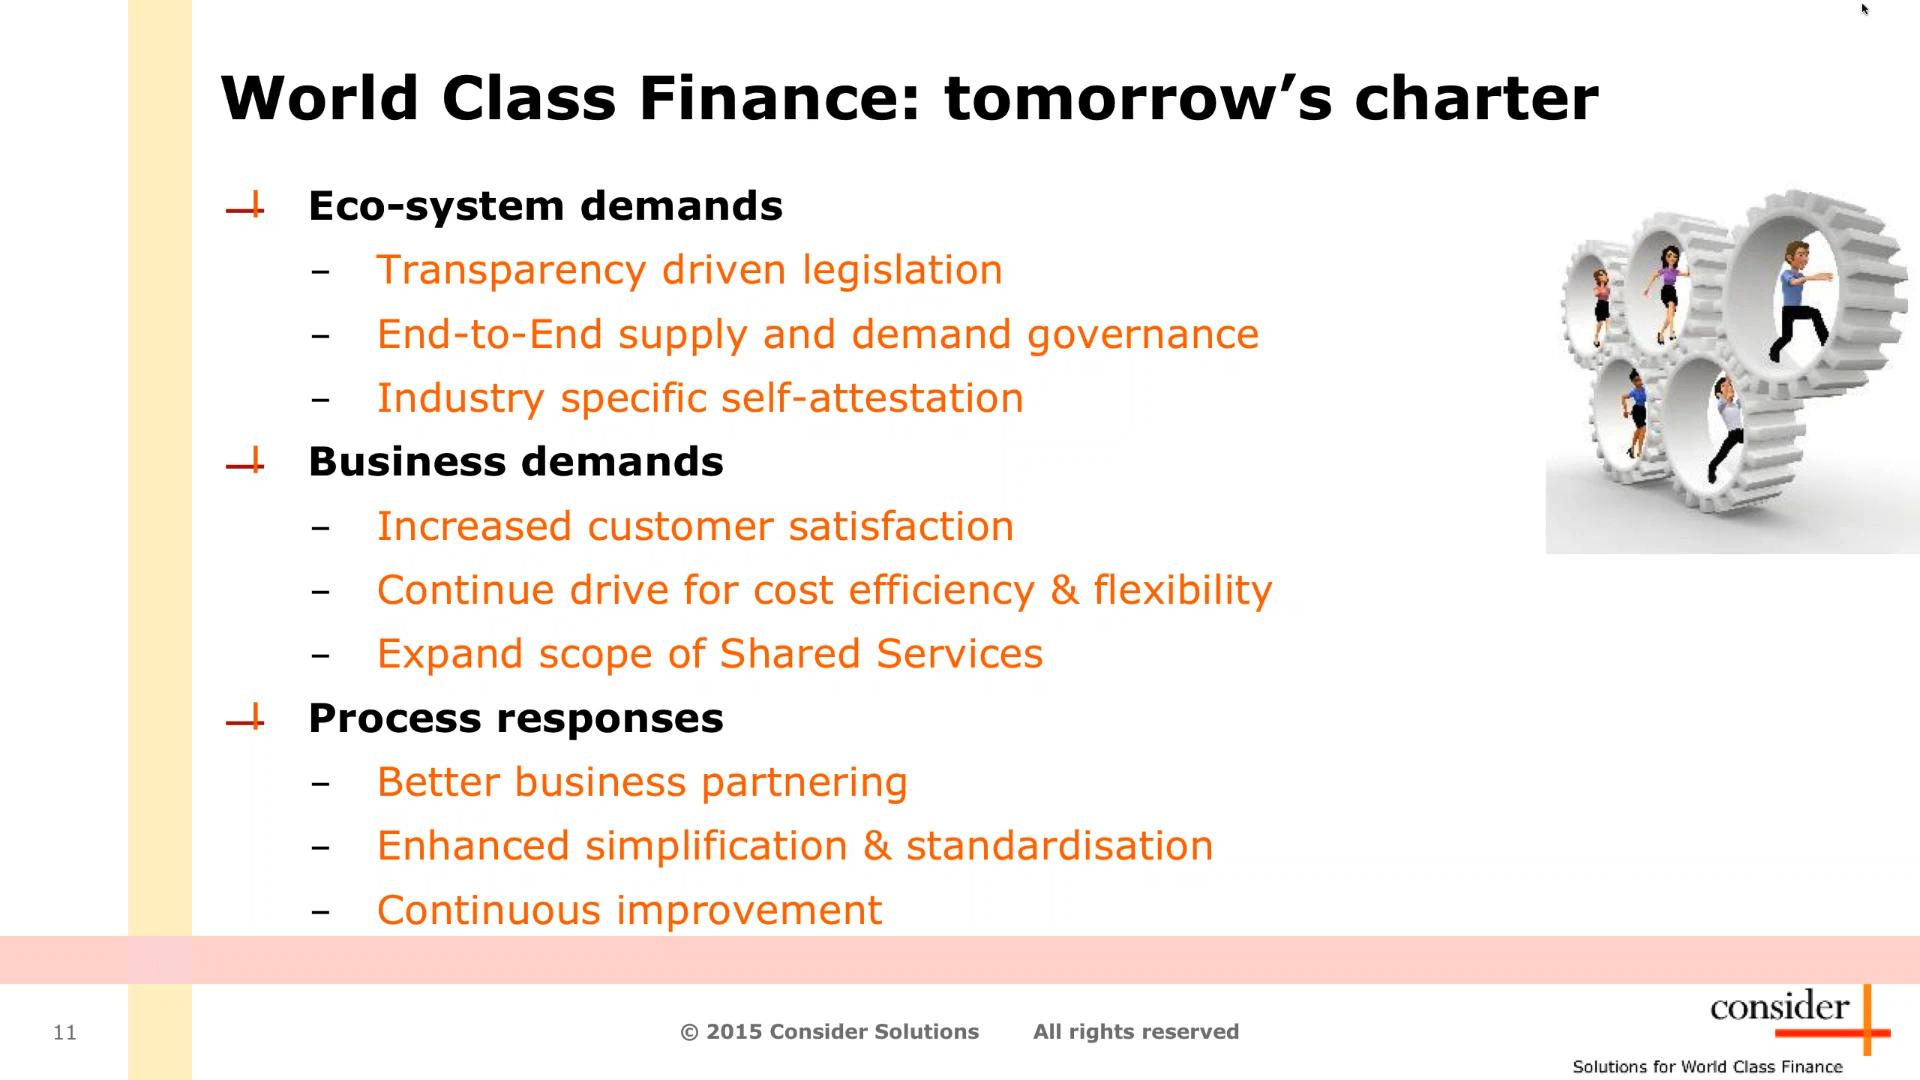 World Class Finance: tomorrow’s charter
Eco-system demands
– Transparency driven legislation
– End-to-End supply and demand governance
– Industry specific self-attestation
Business demands
– Increased customer satisfaction
– Continue drive for cost efficiency & flexibility
– Expand scope of Shared Services
Process responses
– Better business partnering
– Enhanced simplification & standardisation
– Continuous improvement
11
© 2015 Consider Solutions All rights reserved
consider
Solutions for World Class Finance